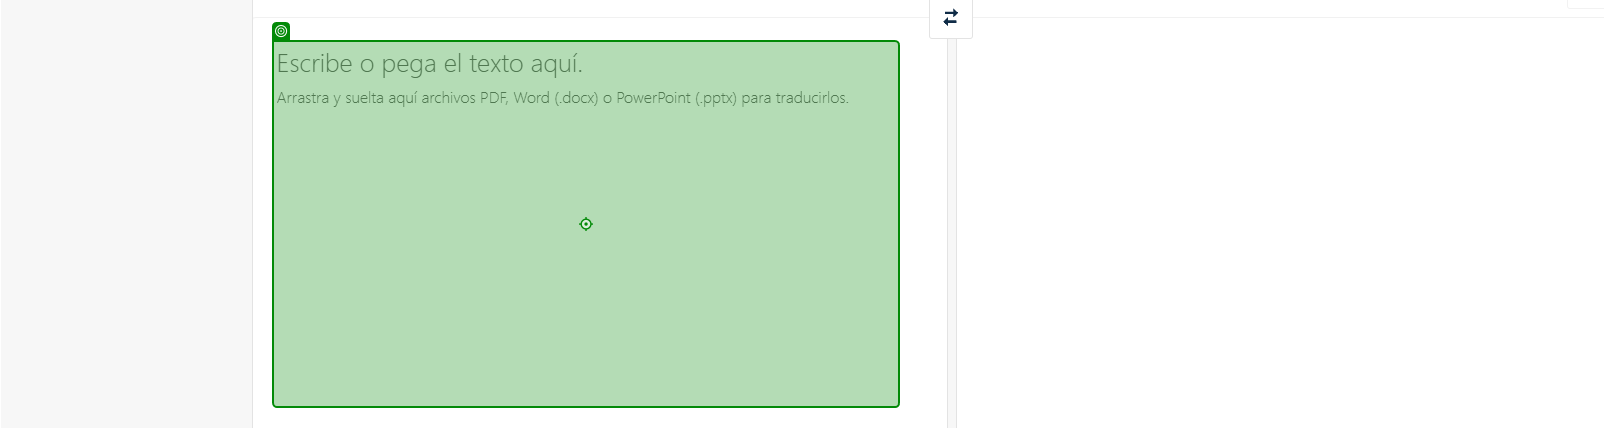 Escribe o pega el texto aquí.
Arrastra y suelta aquí archivos PDF, Word (.docx) o PowerPoint (.pptx) para traducirlos.